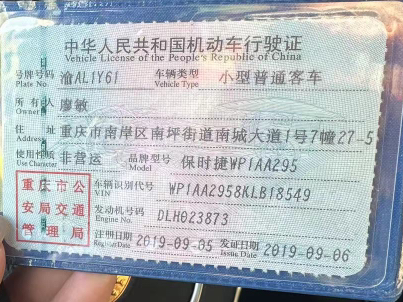 中华人民共和国机动车行驶证
Vehicle License of the People's Republic of China
号牌号码 渝AL1Y61 车辆类型 小型普通客车
Plate No. Vehicle Type
所有人 廖敏
Owner
住 址 重庆市南岸区南坪街道南城大道1号7幢27-5
Address
使用性质 非营运 品牌型号 保时捷WP1AA295
Use Character Model
重庆市公安局交通管理局
车辆识别代号 WP1AA2958KLB18549
VIN
发动机号码 DLH023873
Engine No.
注册日期 2019-09-05 发证日期 2019-09-06
Register Date Issue Date